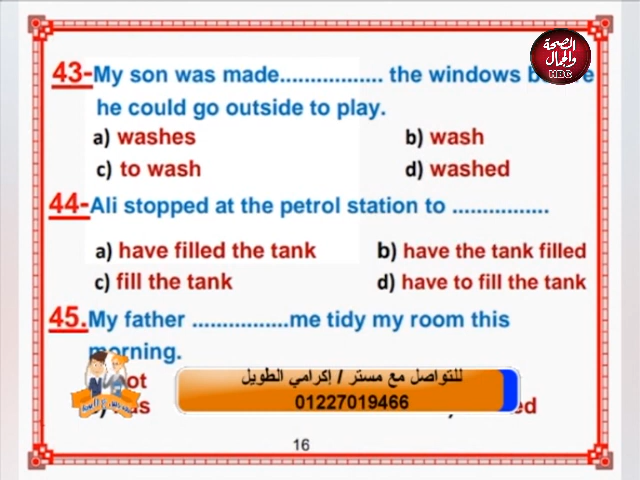 الصحة
والجمال
HBG
43-My son was made................. the windows
he could go outside to play.
a) washes b) wash
c) to wash d) washed
44-Ali stopped at the petrol station to ................
a) have filled the tank b) have the tank filled
c) fill the tank d) have to fill the tank
45.My father ................me tidy my room this
morning.
للتواصل مع مستر / إكرامي الطويل
01227019466
16